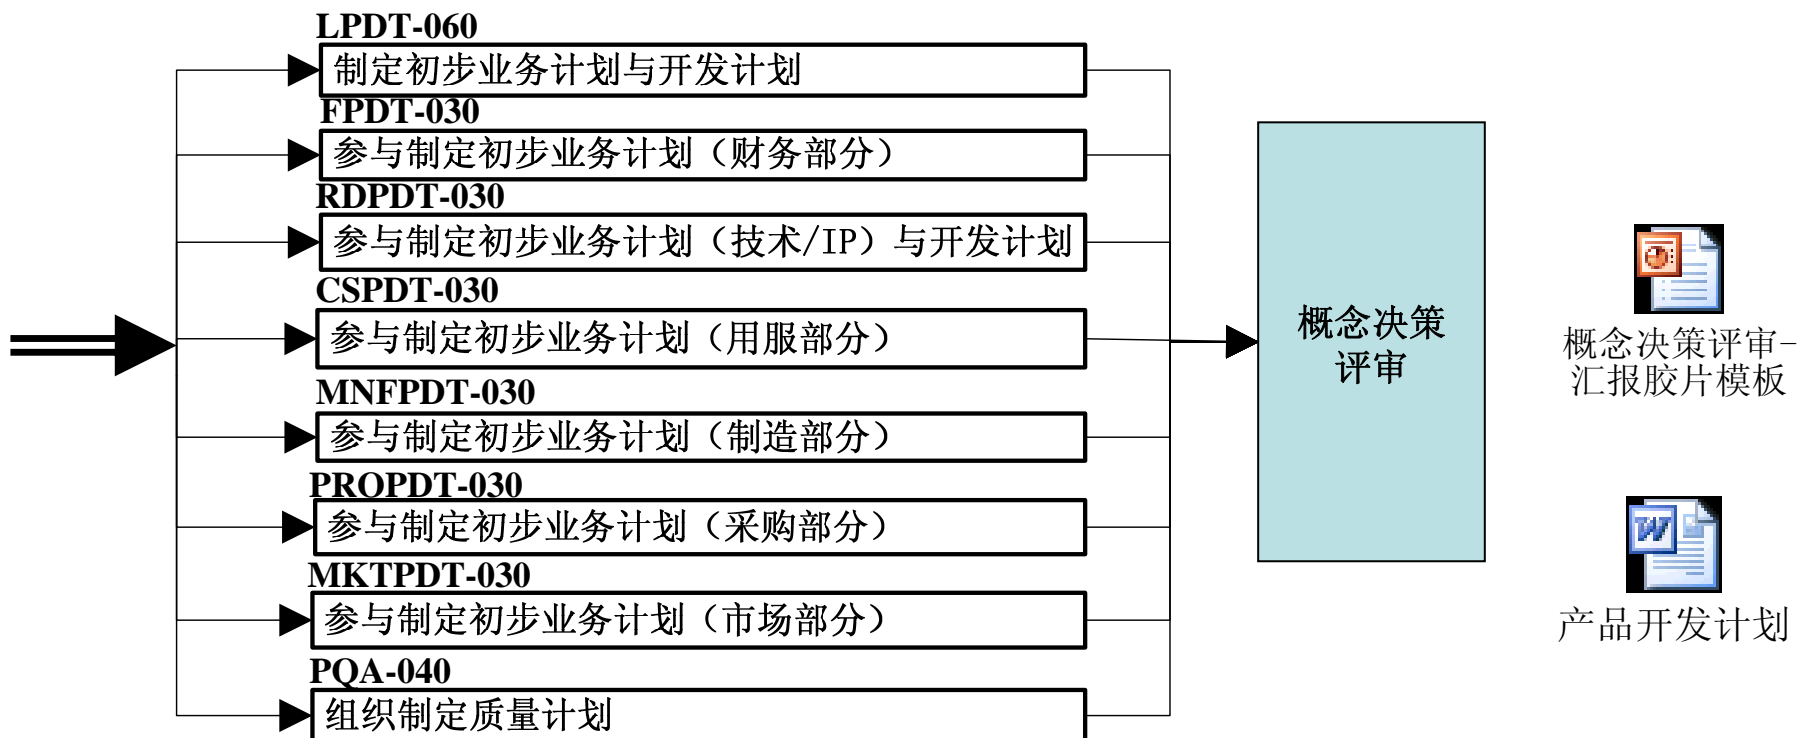 LPDT-060
制定初步业务计划与开发计划
FPDT-030
参与制定初步业务计划（财务部分）
RDPDT-030
参与制定初步业务计划（技术/IP）与开发计划
CSPDT-030
参与制定初步业务计划（用服部分）
MNFPDT-030
参与制定初步业务计划（制造部分）
PROPDT-030
参与制定初步业务计划（采购部分）
MKTPDT-030
参与制定初步业务计划（市场部分）
PQA-040
组织制定质量计划
概念决策
评审
概念决策评审-
汇报胶片模板
产品开发计划